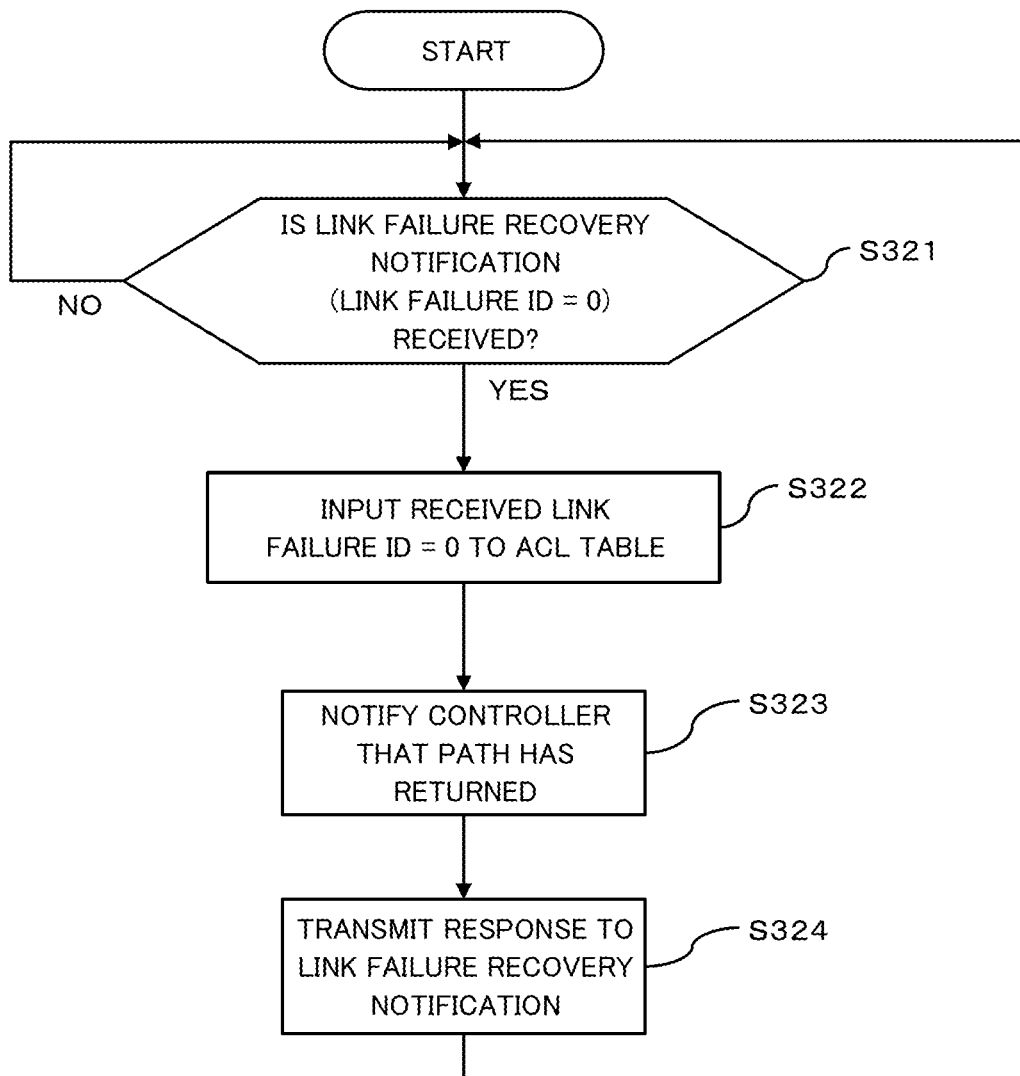 START
IS LINK FAILURE RECOVERY
NOTIFICATION
(LINK FAILURE ID = 0)
RECEIVED?
S321
NO
YES
INPUT RECEIVED LINK
FAILURE ID = 0 TO ACL TABLE
S322
NOTIFY CONTROLLER
THAT PATH HAS
RETURNED
S323
TRANSMIT RESPONSE TO
LINK FAILURE RECOVERY
NOTIFICATION
S324